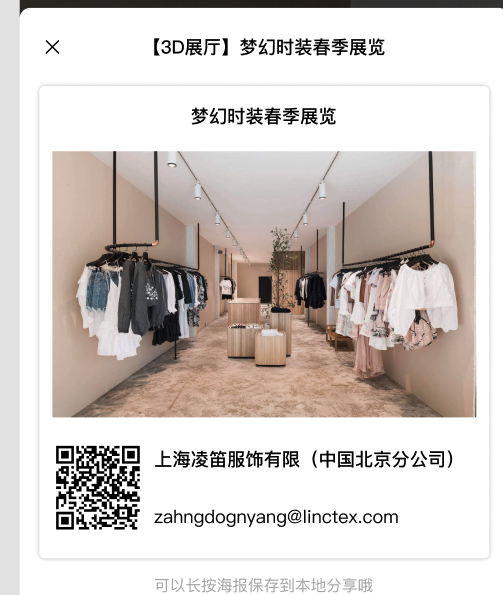 【3D展厅】梦幻时装春季展览
梦幻时装春季展览
上海凌笛服饰有限（中国北京分公司）
zahngdognyang@linctex.com
可以长按海报保存到本地分享哦